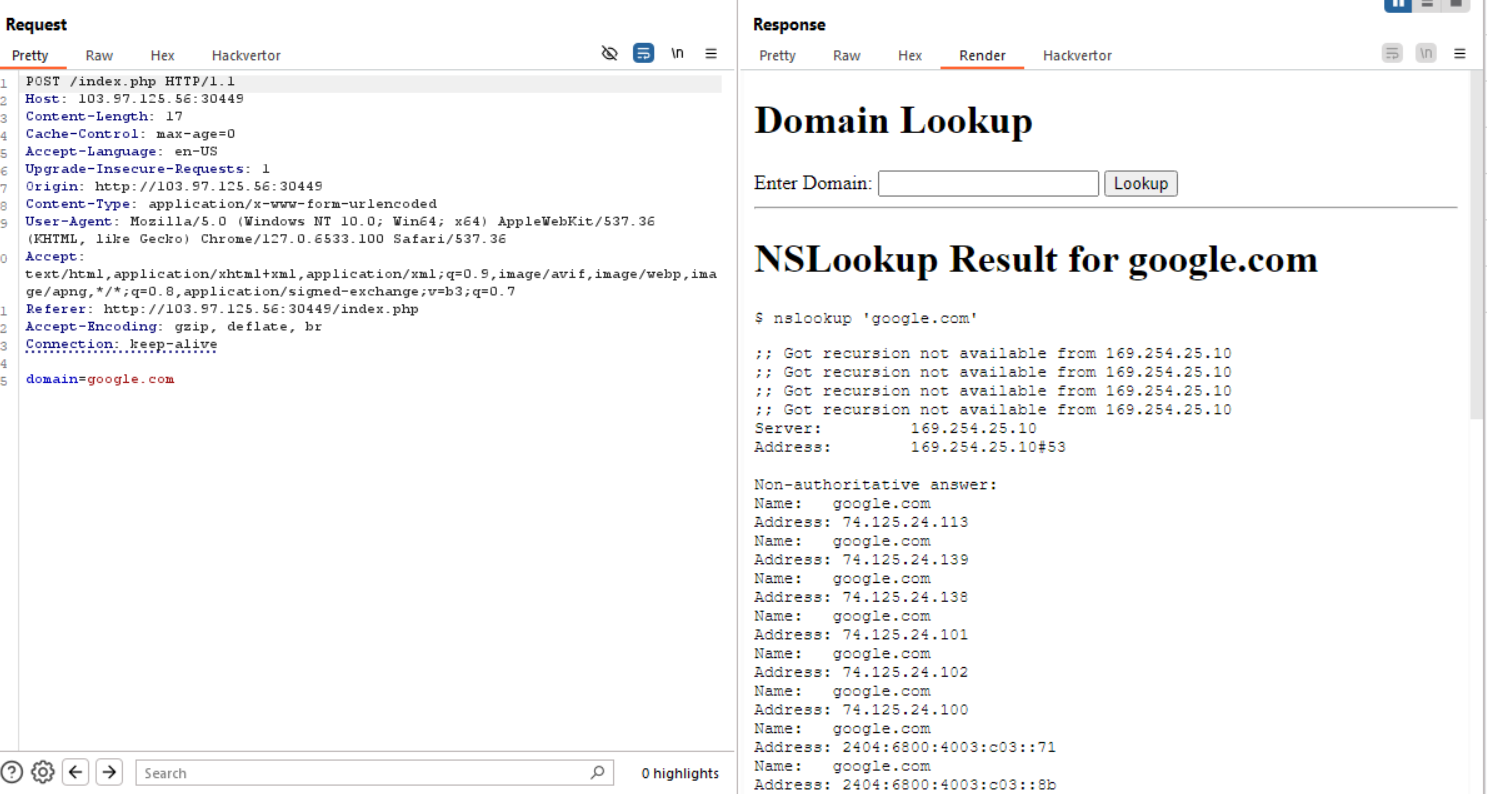 Request
Pretty Raw Hex Hackvertor \n
1 POST /index.php HTTP/1.1
2 Host: 103.97.125.56:30449
3 Content-Length: 17
4 Cache-Control: max-age=0
5 Accept-Language: en-US
6 Upgrade-Insecure-Requests: 1
7 Origin: http://103.97.125.56:30449
8 Content-Type: application/x-www-form-urlencoded
9 User-Agent: Mozilla/5.0 (Windows NT 10.0; Win64; x64) AppleWebKit/537.36
(KHTML, like Gecko) Chrome/127.0.6533.100 Safari/537.36
0 Accept:
text/html,application/xhtml+xml,application/xml;q=0.9,image/avif,image/webp,ima
ge/apng,*/*;q=0.8,application/signed-exchange;v=b3;q=0.7
1 Referer: http://103.97.125.56:30449/index.php
2 Accept-Encoding: gzip, deflate, br
3 Connection: keep-alive
4
5 domain=google.com
Search
0 highlights
Response
Pretty Raw Hex Render Hackvertor \n
Domain Lookup
Enter Domain: Lookup
NSLookup Result for google.com
$ nslookup 'google.com'
;; Got recursion not available from 169.254.25.10
;; Got recursion not available from 169.254.25.10
;; Got recursion not available from 169.254.25.10
;; Got recursion not available from 169.254.25.10
Server: 169.254.25.10
Address: 169.254.25.10#53
Non-authoritative answer:
Name: google.com
Address: 74.125.24.113
Name: google.com
Address: 74.125.24.139
Name: google.com
Address: 74.125.24.138
Name: google.com
Address: 74.125.24.101
Name: google.com
Address: 74.125.24.102
Name: google.com
Address: 74.125.24.100
Name: google.com
Address: 2404:6800:4003:c03::71
Name: google.com
Address: 2404:6800:4003:c03::8b